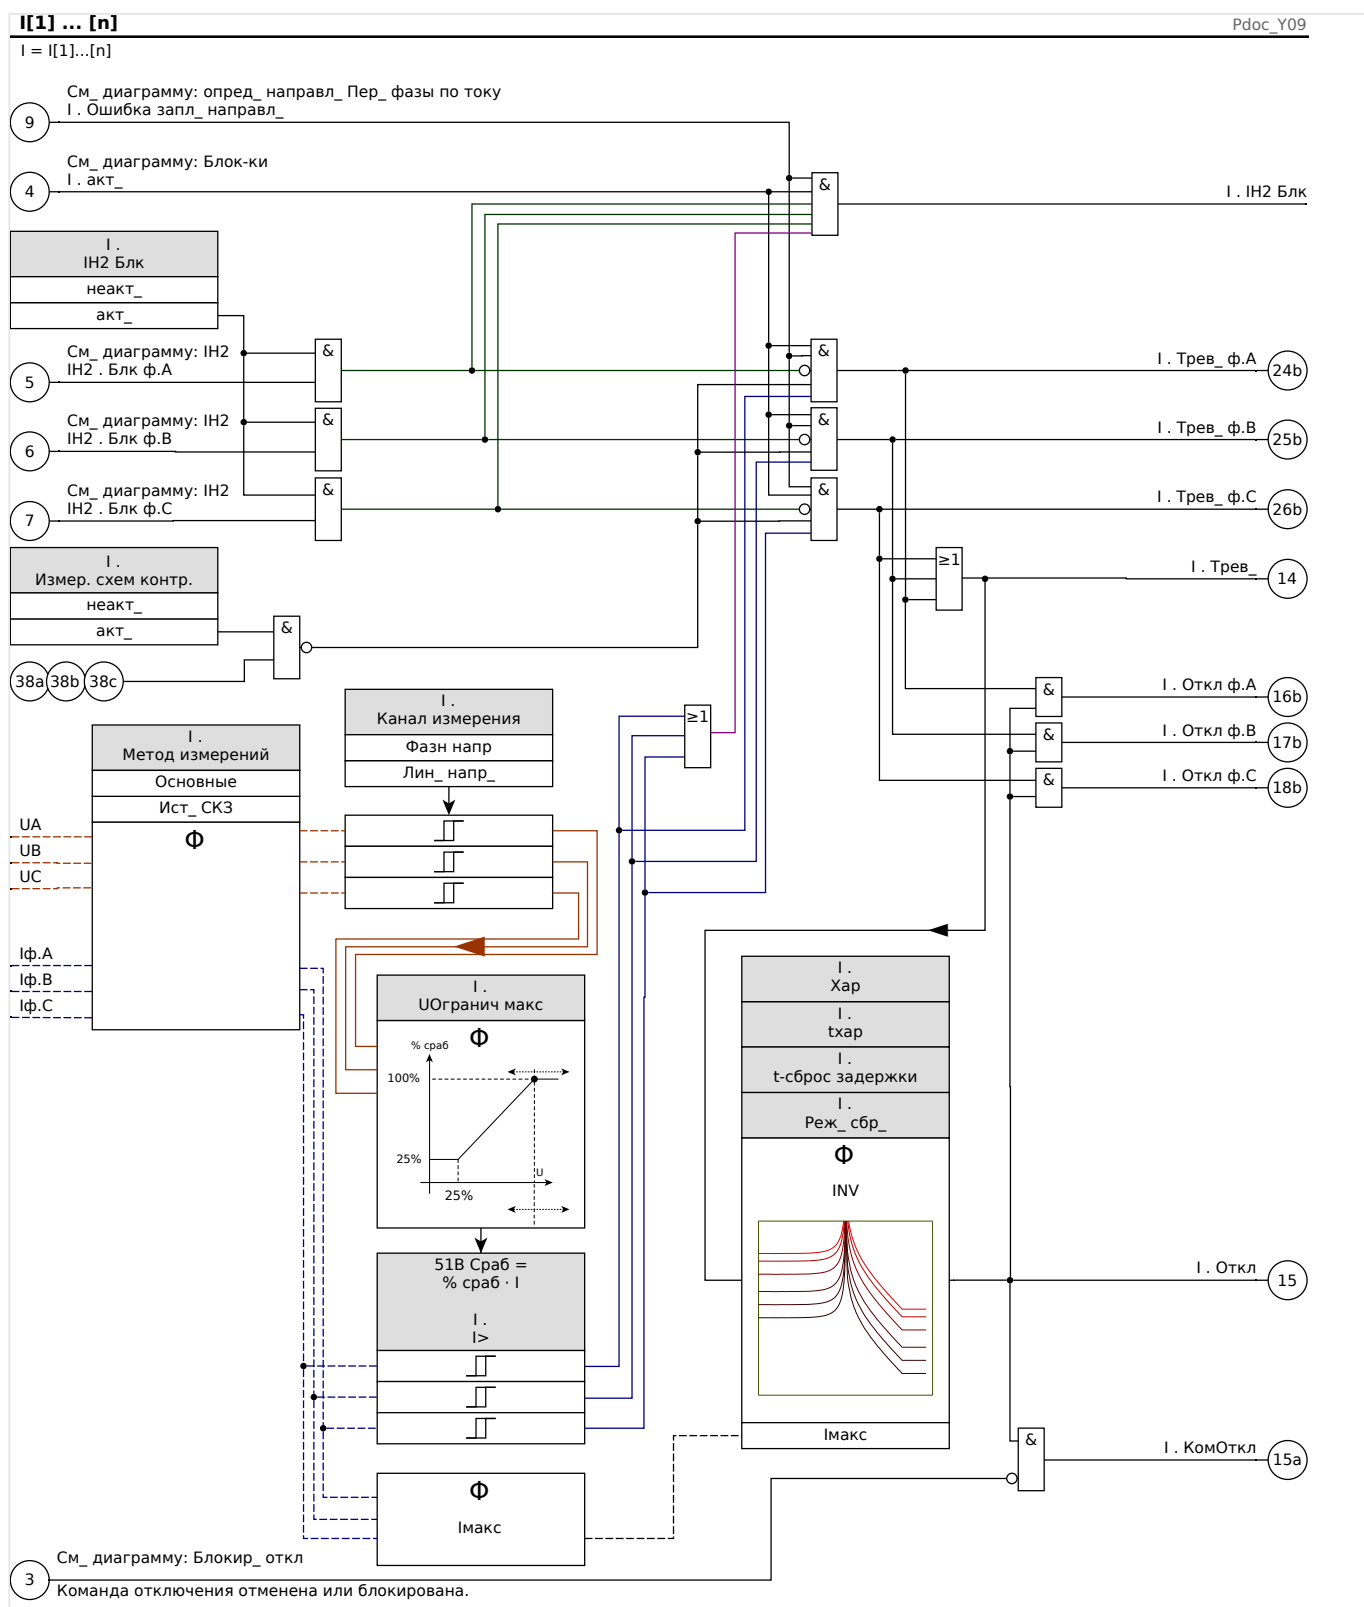 I[1] ... [n]
Pdoc_Y09
I = I[1]...[n]
См_ диаграмму: опред_ направл_ Пер_ фазы по току
9
I . Ошибка запл_ направл_
См_ диаграмму: Блок-ки
4
I . акт_
&
I . IH2 Блк
I .
IH2 Блк
неакт_
акт_
См_ диаграмму: IH2
5
IH2 . Блк ф.A
&
&
I . Трев_ ф.A
24b
См_ диаграмму: IH2
6
IH2 . Блк ф.B
&
&
I . Трев_ ф.B
25b
См_ диаграмму: IH2
7
IH2 . Блк ф.C
&
&
I . Трев_ ф.C
26b
I .
Измер. схем контр.
неакт_
акт_
&
≥1
I . Трев_
14
38a
38b
38c
I .
Канал измерения
Фазн напр
Лин_ напр_
≥1
&
I . Откл ф.A
16b
&
I . Откл ф.B
17b
&
I . Откл ф.C
18b
I .
Метод измерений
Основные
Ист_ СКЗ
Φ
UA
UB
UC
Iф.A
Iф.B
Iф.C
I .
UОгранич макс
Φ
% сраб
100%
25%
U
25%
I .
Хар
I .
tхар
I .
t-сброс задержки
I .
Реж_ сбр_
Φ
INV
Iмакс
51В Сраб =
% сраб · I
I .
I>
I . Откл
15
&
I . КомОткл
15a
Φ
Iмакс
См_ диаграмму: Блокир_ откл
3
Команда отключения отменена или блокирована.